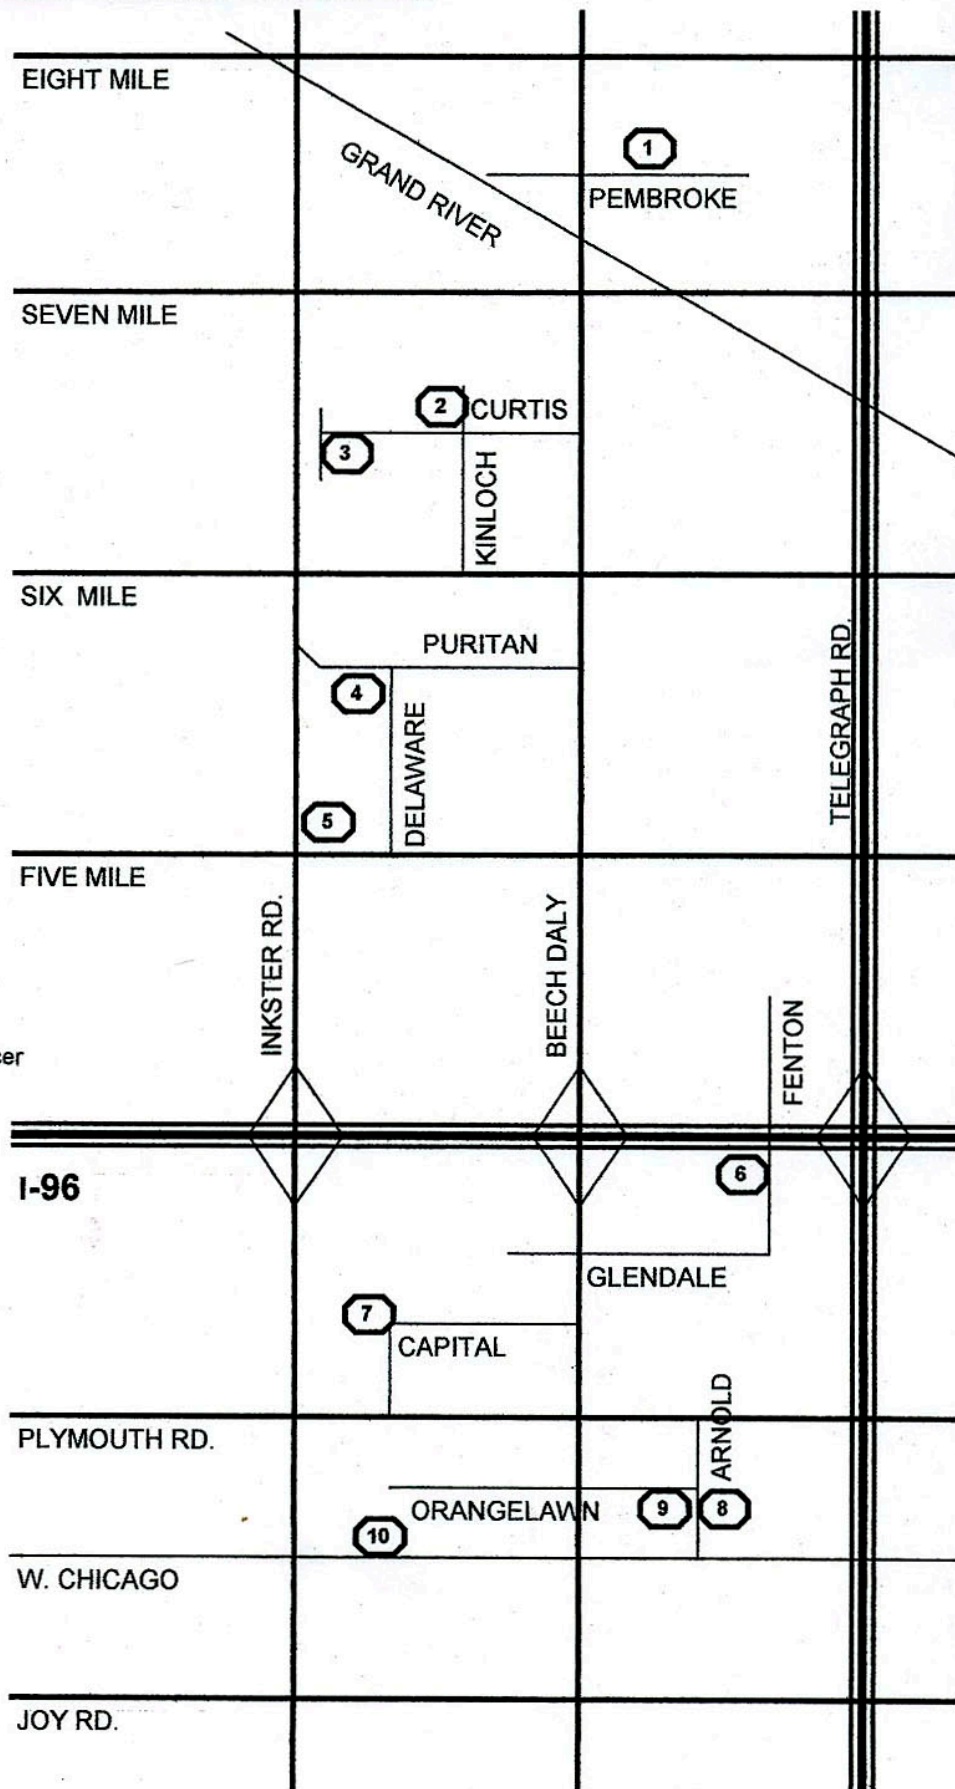 EIGHT MILE
GRAND RIVER
1
PEMBROKE
SEVEN MILE
2
CURTIS
3
KINLOCH
SIX MILE
PURITAN
TELEGRAPH RD.
4
DELAWARE
5
FIVE MILE
INKSTER RD.
BEECH DALY
FENTON
I-96
6
GLENDALE
7
CAPITAL
ARNOLD
PLYMOUTH RD.
ORANGELAWN
9
8
10
W. CHICAGO
JOY RD.